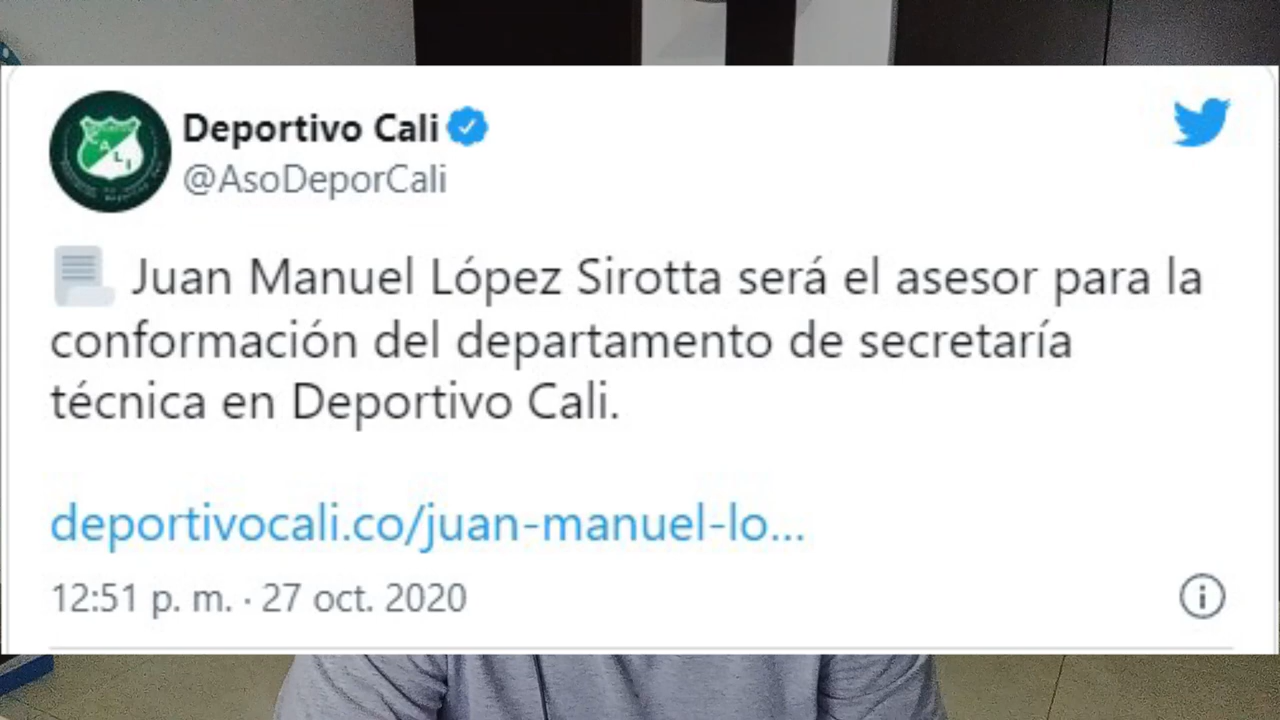 Deportivo Cali
@AsoDeporCali
CALI
Juan Manuel López Sirotta será el asesor para la
conformación del departamento de secretaría
técnica en Deportivo Cali.
deportivocali.co/juan-manuel-lo...
12:51 p. m. · 27 oct. 2020